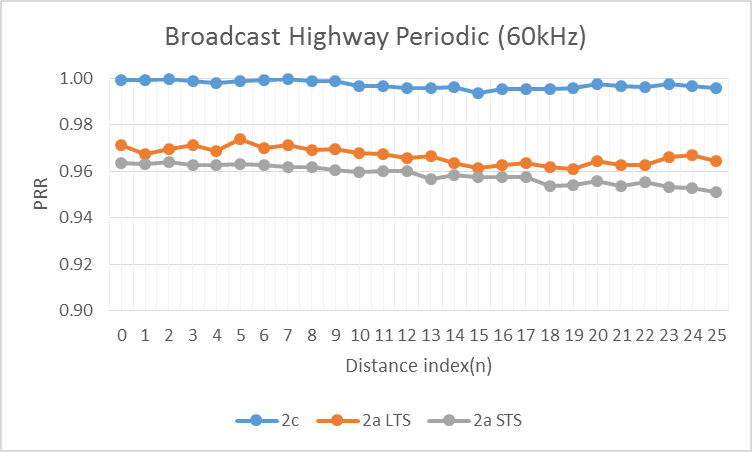 Broadcast Highway Periodic (60kHz)
1.00
0.98
0.96
0.94
0.92
0.90
PRR
0 1 2 3 4 5 6 7 8 9 10 11 12 13 14 15 16 17 18 19 20 21 22 23 24 25
Distance index(n)
2c 2a LTS 2a STS